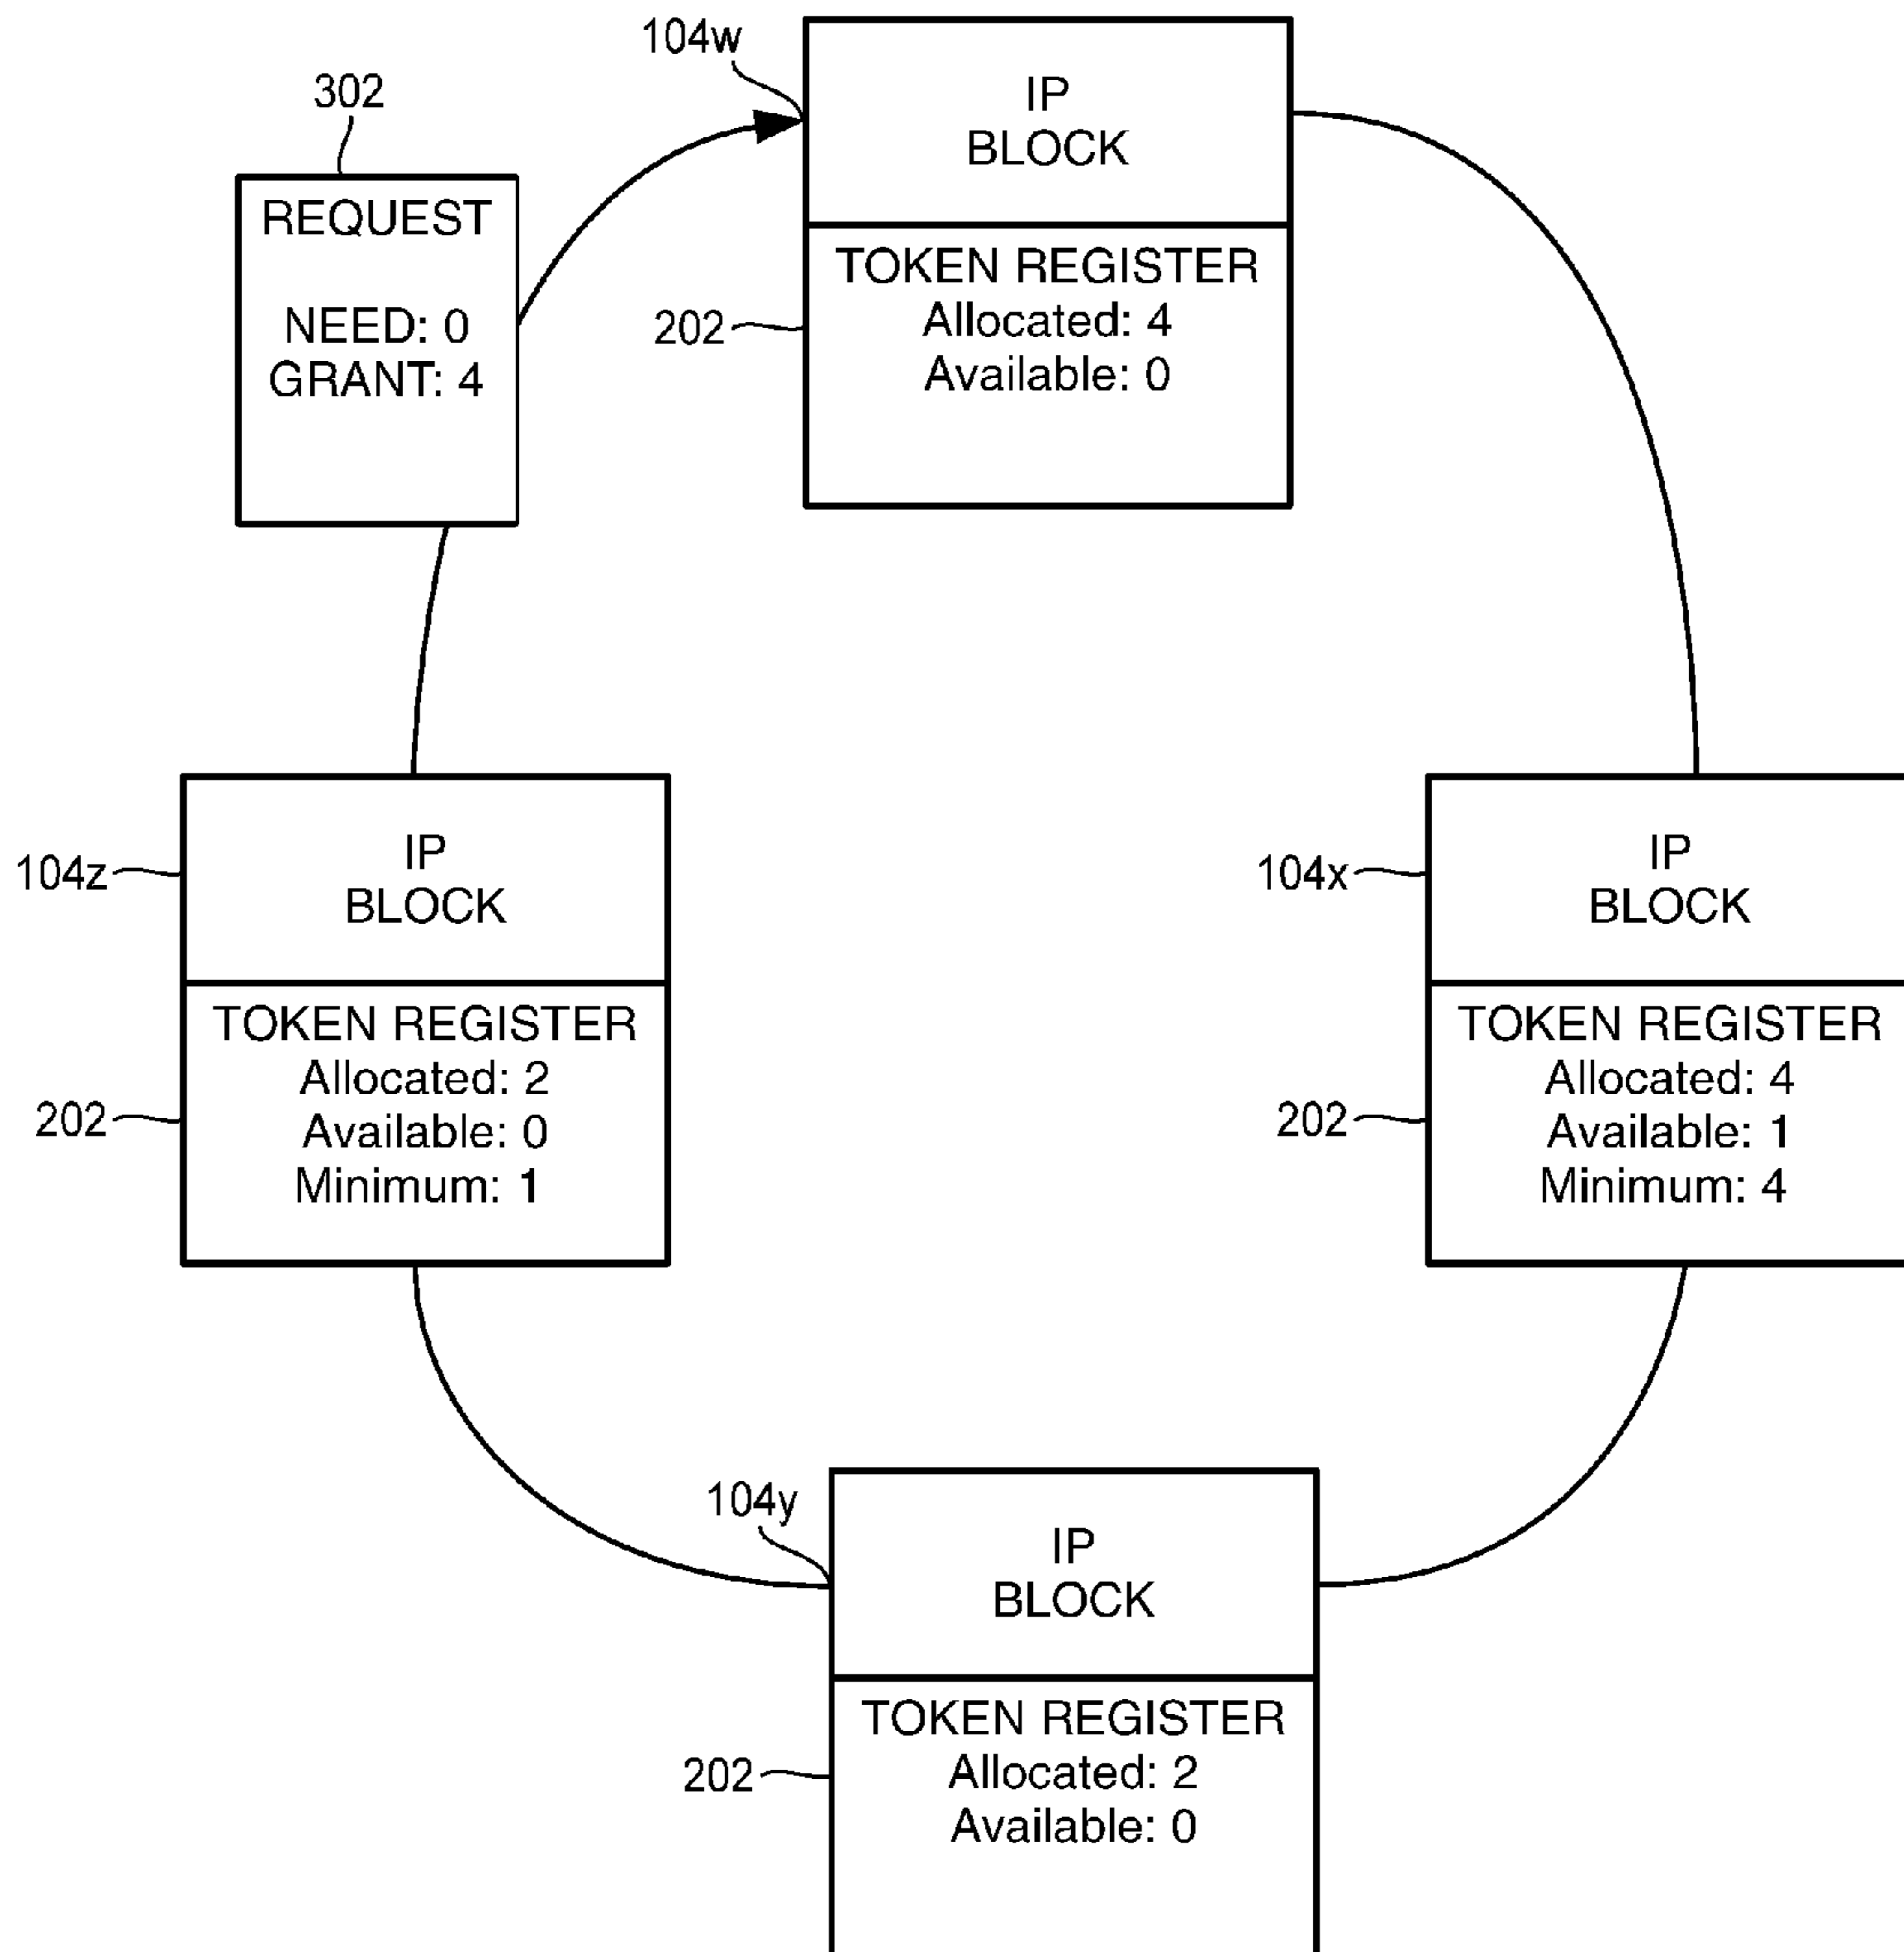 104w
302
IP
BLOCK
REQUEST
NEED: 0
GRANT: 4
202
TOKEN REGISTER
Allocated: 4
Available: 0
104z
IP
BLOCK
202
TOKEN REGISTER
Allocated: 2
Available: 0
Minimum: 1
104x
IP
BLOCK
202
TOKEN REGISTER
Allocated: 4
Available: 1
Minimum: 4
104y
IP
BLOCK
202
TOKEN REGISTER
Allocated: 2
Available: 0